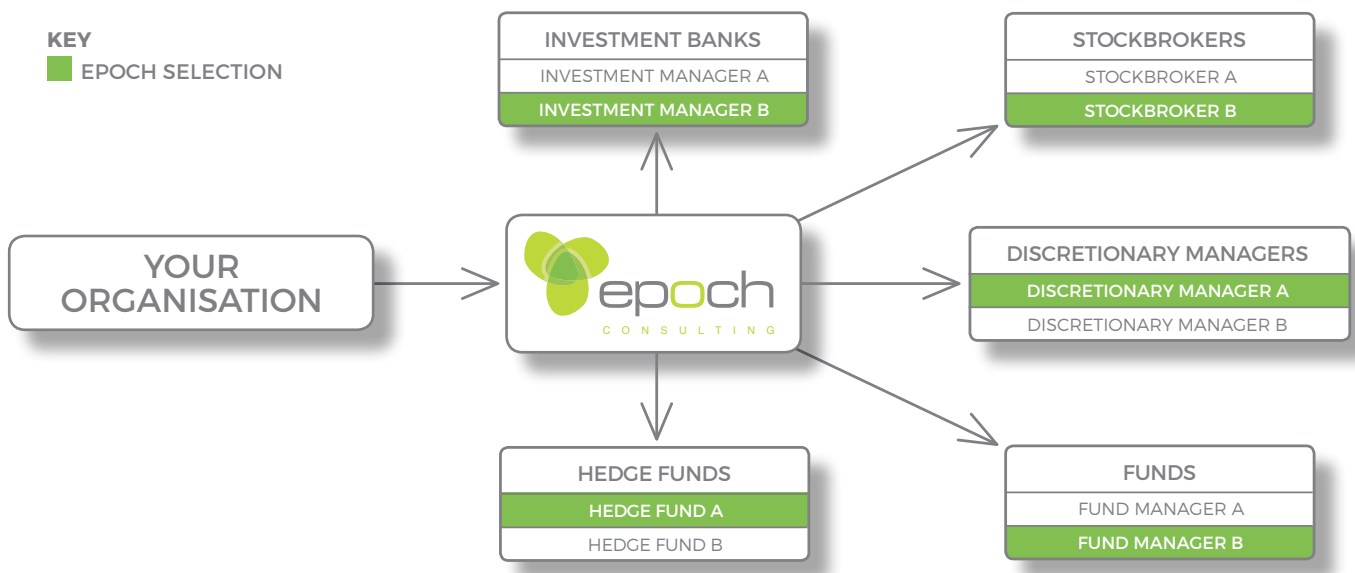 KEY
EPOCH SELECTION
INVESTMENT BANKS
INVESTMENT MANAGER A
INVESTMENT MANAGER B
STOCKBROKERS
STOCKBROKER A
STOCKBROKER B
YOUR
ORGANISATION
epoch
CONSULTING
DISCRETIONARY MANAGERS
DISCRETIONARY MANAGER A
DISCRETIONARY MANAGER B
HEDGE FUNDS
HEDGE FUND A
HEDGE FUND B
FUNDS
FUND MANAGER A
FUND MANAGER B